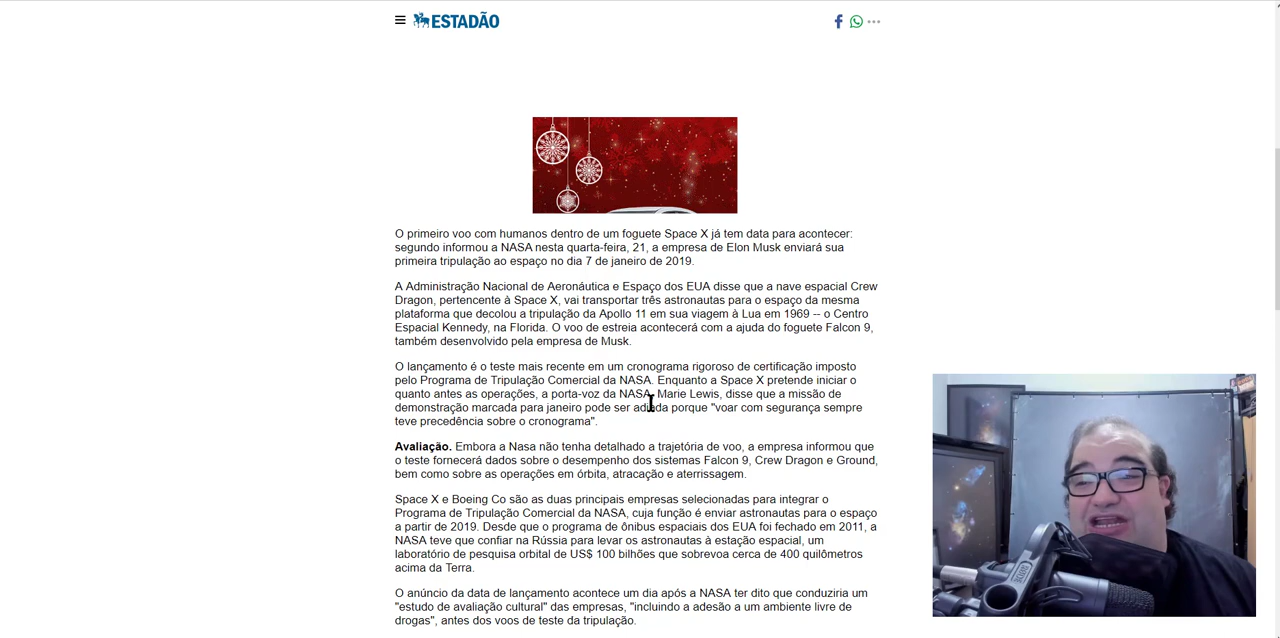 ESTADÃO
O primeiro voo com humanos dentro de um foguete Space X já tem data para acontecer:
segundo informou a NASA nesta quarta-feira, 21, a empresa de Elon Musk enviará sua
primeira tripulação ao espaço no dia 7 de janeiro de 2019.
A Administração Nacional de Aeronáutica e Espaço dos EUA disse que a nave espacial Crew
Dragon, pertencente à Space X, vai transportar três astronautas para o espaço da mesma
plataforma que decolou a tripulação da Apollo 11 em sua viagem à Lua em 1969 -- o Centro
Espacial Kennedy, na Florida. O voo de estreia acontecerá com a ajuda do foguete Falcon 9,
também desenvolvido pela empresa de Musk.
O lançamento é o teste mais recente em um cronograma rigoroso de certificação imposto
pelo Programa de Tripulação Comercial da NASA. Enquanto a Space X pretende iniciar o
quanto antes as operações, a porta-voz da NASA, Marie Lewis, disse que a missão de
demonstração marcada para janeiro pode ser adiada porque "voar com segurança sempre
teve precedência sobre o cronograma".
Avaliação. Embora a Nasa não tenha detalhado a trajetória de voo, a empresa informou que
o teste fornecerá dados sobre o desempenho dos sistemas Falcon 9, Crew Dragon e Ground,
bem como sobre as operações em órbita, atracação e aterrissagem.
Space X e Boeing Co são as duas principais empresas selecionadas para integrar o
Programa de Tripulação Comercial da NASA, cuja função é enviar astronautas para o espaço
a partir de 2019. Desde que o programa de ônibus espaciais dos EUA foi fechado em 2011, a
NASA teve que confiar na Rússia para levar os astronautas à estação espacial, um
laboratório de pesquisa orbital de US$ 100 bilhões que sobrevoa cerca de 400 quilômetros
acima da Terra.
O anúncio da data de lançamento acontece um dia após a NASA ter dito que conduziria um
"estudo de avaliação cultural" das empresas, "incluindo a adesão a um ambiente livre de
drogas", antes dos voos de teste da tripulação.